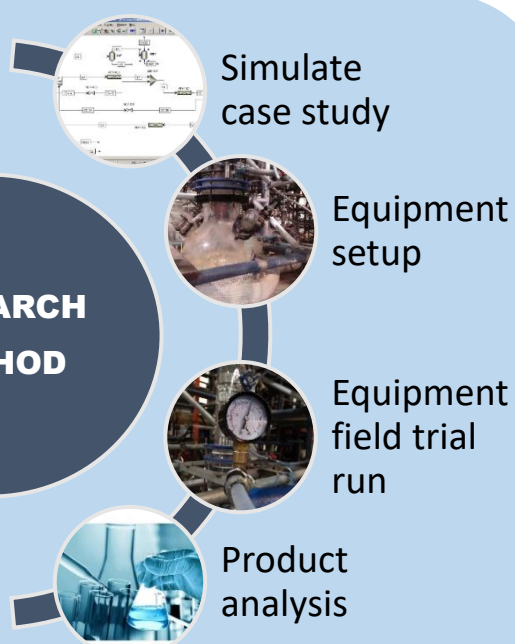 Simulate
case study
Equipment
setup
ARCH
HOD
Equipment
field trial
run
Product
analysis